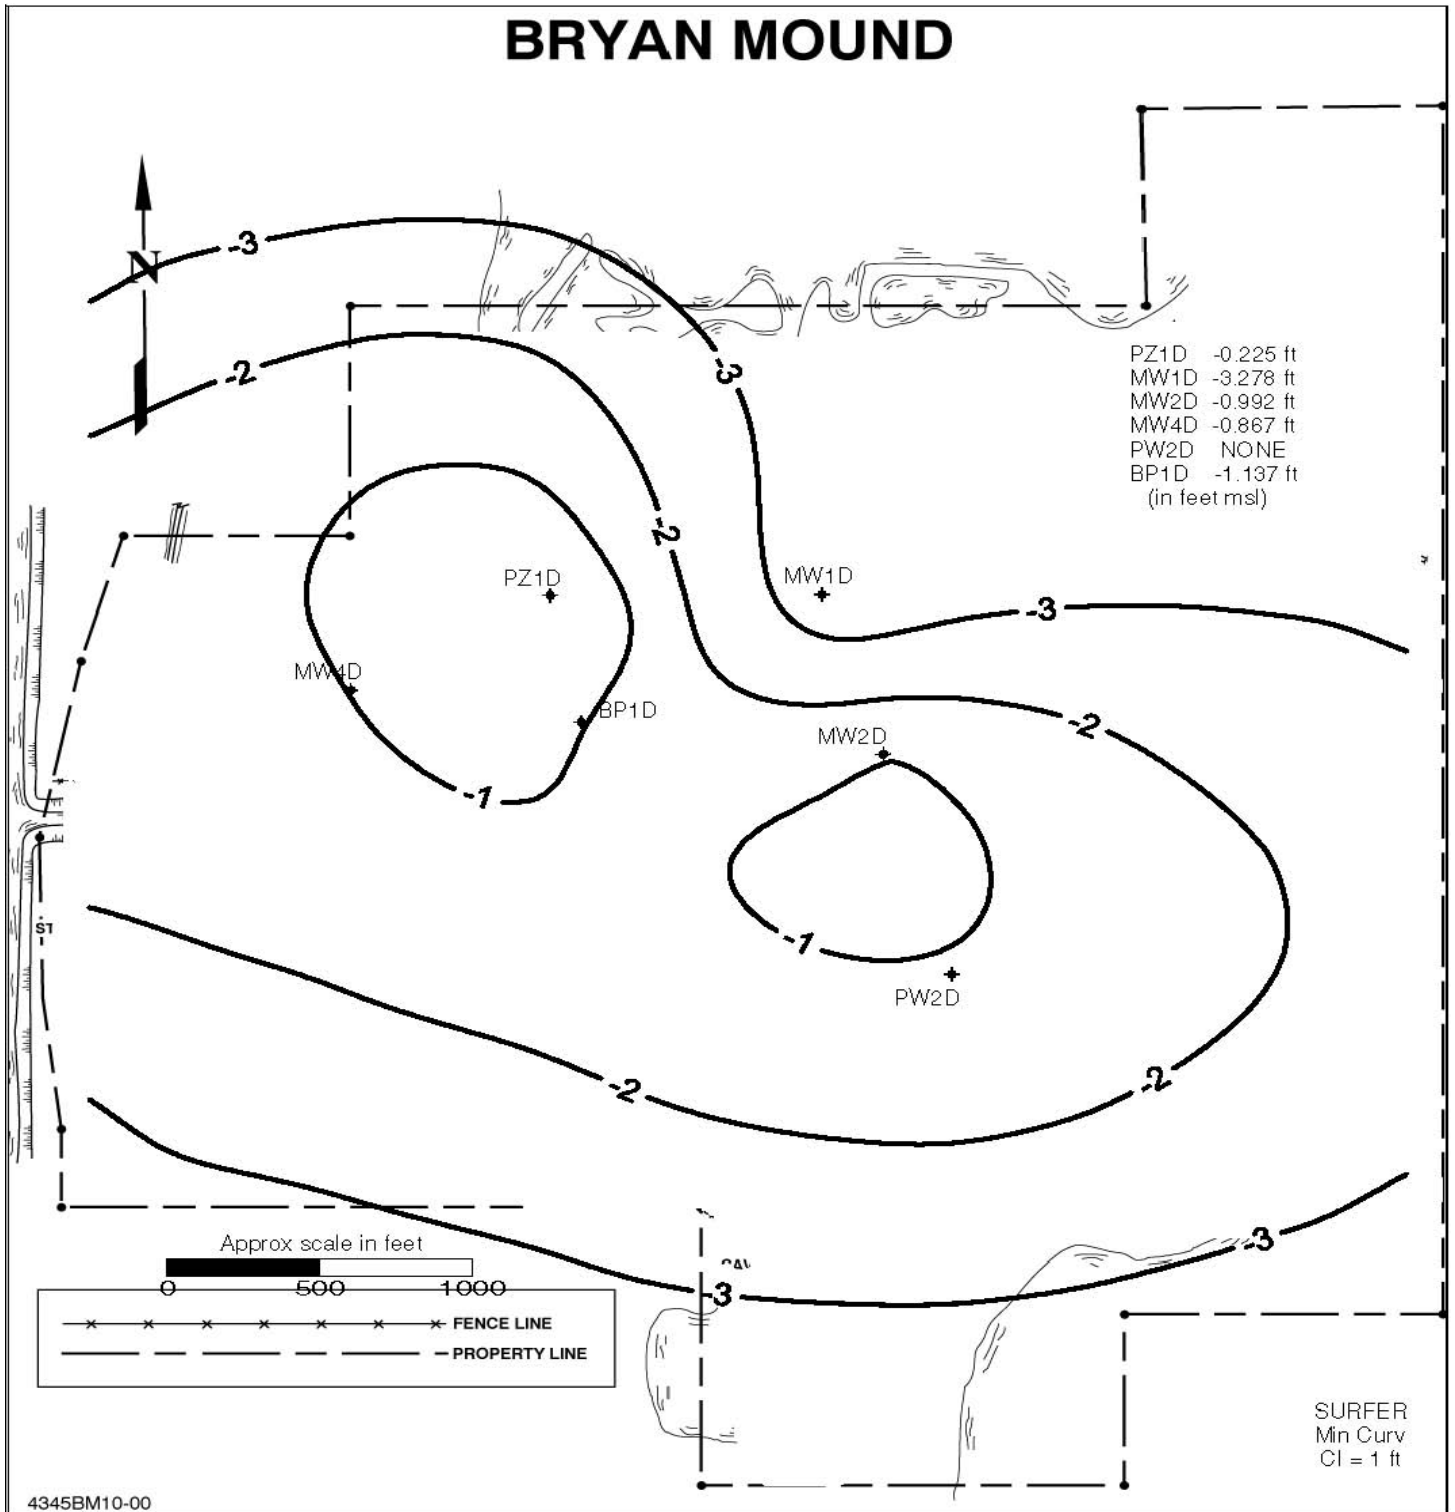 BRYAN MOUND
-3
N
-2
-3
PZ1D -0.225 ft
MW1D -3.278 ft
MW2D -0.992 ft
MW4D -0.867 ft
PW2D NONE
BP1D -1.137 ft
(in feet msl)
-2
PZ1D
MW1D
-3
MW4D
BP1D
-2
MW2D
-1
ST
-1
PW2D
-2
-2
Approx scale in feet
0 500 1000
-3
-3
FENCE LINE
PROPERTY LINE
SURFER
Min Curv
CI = 1 ft
4345BM10-00